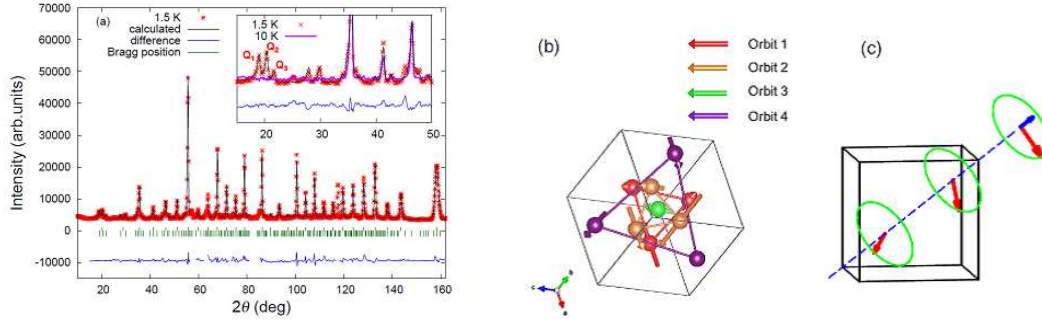 (a)
1.5 K
calculated
difference
Bragg position
1.5 K
10 K
Q1
Q2
Q3
20 30 40 50
70000
60000
50000
40000
30000
20000
10000
0
-10000
Intensity (arb.units)
20 40 60 80 100 120 140 160
2θ (deg)
(b)
Orbit 1
Orbit 2
Orbit 3
Orbit 4
c
b
a
(c)